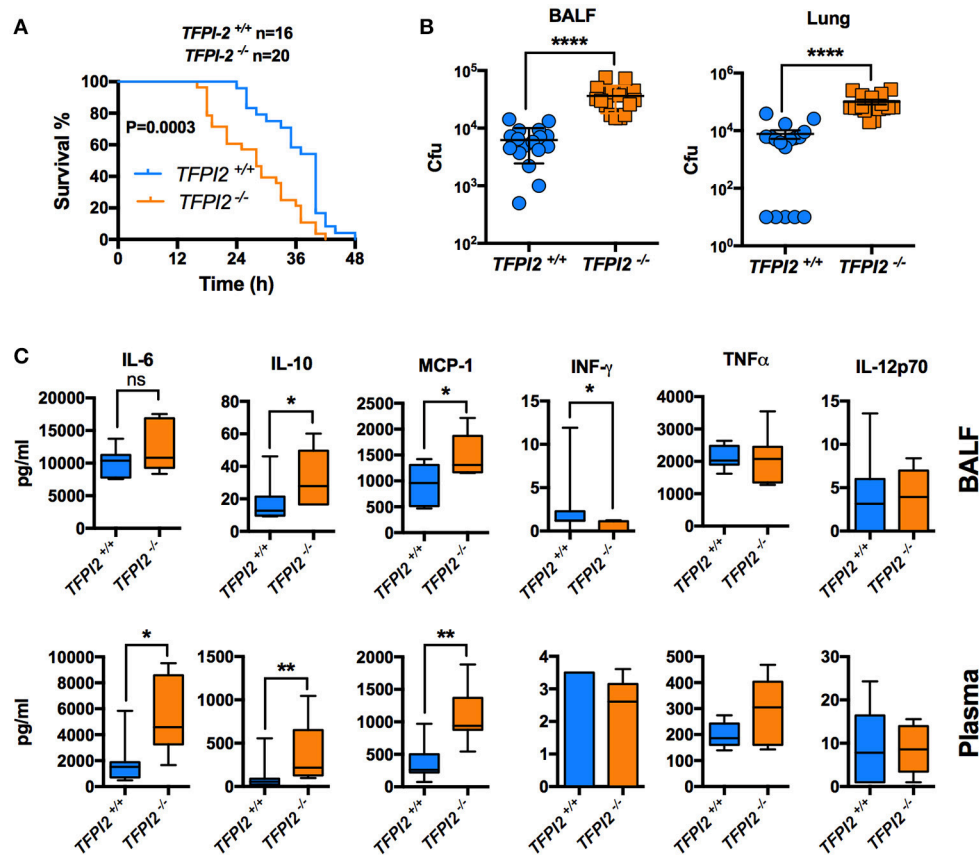 A
TFPI-2 +/+ n=16
TFPI-2 -/- n=20
100
80
60
40
20
0
Survival %
P=0.0003
TFPI2+/+
TFPI2-/-
0 12 24 36 48
Time (h)
B
BALF
****
10^5
10^4
10^3
10^2
Cfu
TFPI2 +/+ TFPI2 -/-
Lung
****
10^6
10^4
10^2
10^0
Cfu
TFPI2 +/+ TFPI2 -/-
C
IL-6
ns
20000
15000
10000
5000
0
pg/ml
TFPI2 +/+
TFPI2 -/-
IL-10
*
80
60
40
20
0
TFPI2 +/+
TFPI2 -/-
MCP-1
*
2500
2000
1500
1000
500
0
TFPI2 +/+
TFPI2 -/-
INF-γ
*
15
10
5
0
TFPI2 +/+
TFPI2 -/-
TNFα
4000
3000
2000
1000
0
TFPI2 +/+
TFPI2 -/-
IL-12p70
15
10
5
0
TFPI2 +/+
TFPI2 -/-
BALF
*
10000
8000
6000
4000
2000
0
pg/ml
TFPI2 +/+
TFPI2 -/-
**
1500
1000
500
0
TFPI2 +/+
TFPI2 -/-
**
2000
1500
1000
500
0
TFPI2 +/+
TFPI2 -/-
4
3
2
1
0
TFPI2 +/+
TFPI2 -/-
500
400
300
200
100
0
TFPI2 +/+
TFPI2 -/-
30
20
10
0
TFPI2 +/+
TFPI2 -/-
Plasma